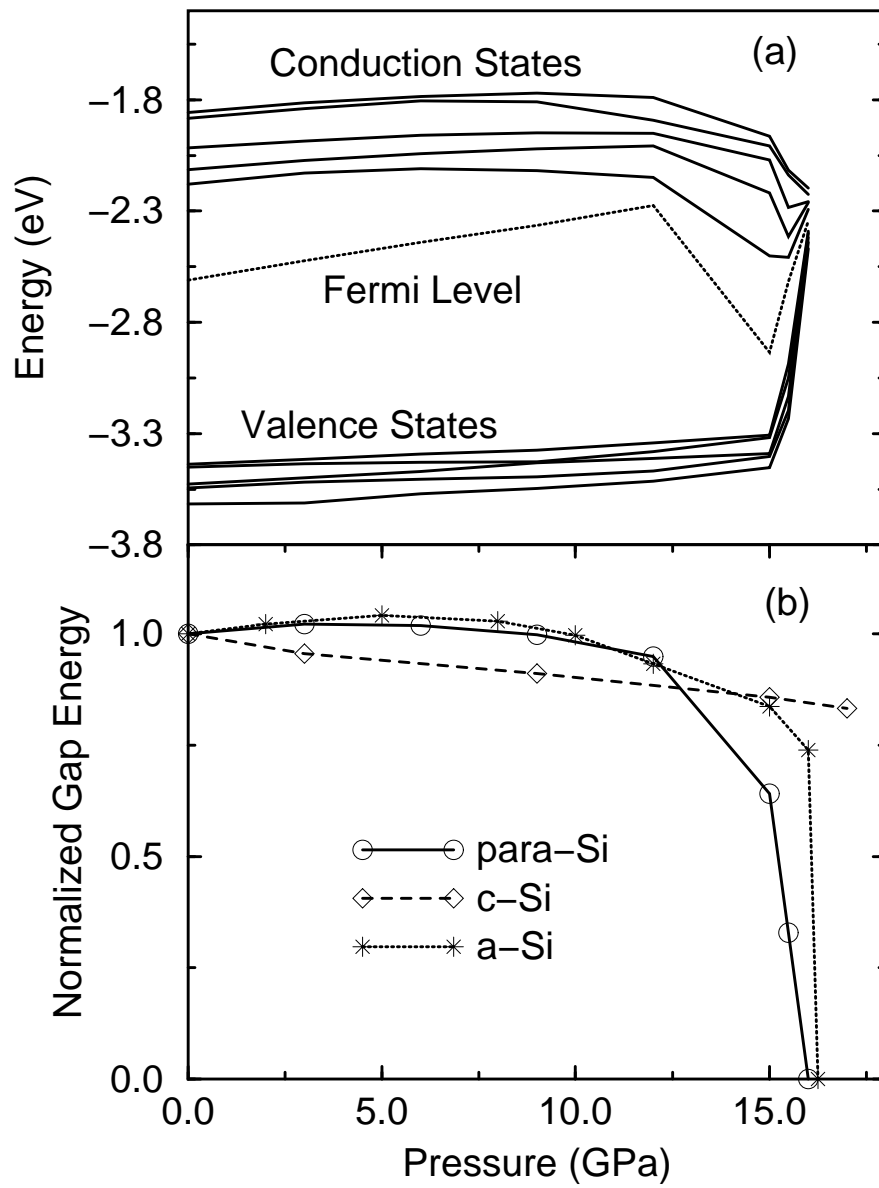 (a)
Conduction States
−1.8
−2.3
Energy (eV)
Fermi Level
−2.8
Valence States
−3.3
−3.8
(b)
1.0
Normalized Gap Energy
0.5
para−Si
c−Si
a−Si
0.0
0.0 5.0 10.0 15.0
Pressure (GPa)